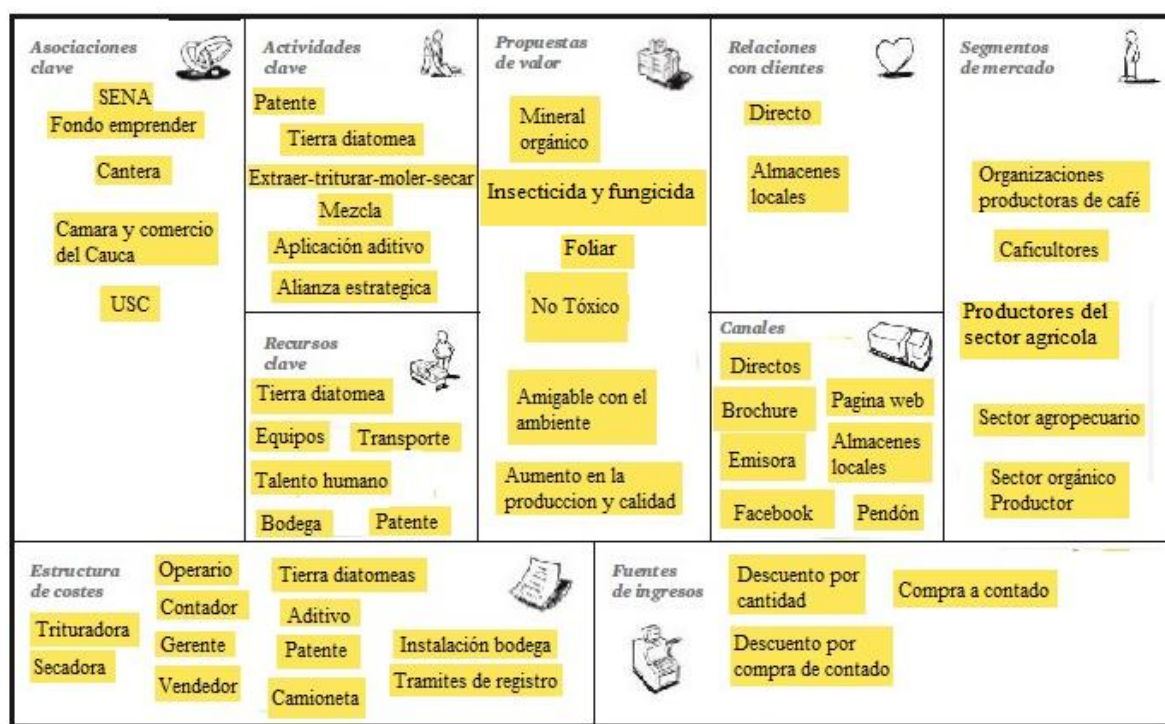 Asociaciones
clave
SENA
Fondo emprender
Cantera
Camara y comercio
del Cauca
USC
Actividades
clave
Patente
Tierra diatomea
Extraer-triturar-moler-secar
Mezcla
Aplicación aditivo
Alianza estrategica
Recursos
clave
Tierra diatomea
Equipos
Transporte
Talento humano
Bodega
Patente
Propuestas
de valor
Mineral
orgánico
Insecticida y fungicida
Foliar
No Tóxico
Amigable con el
ambiente
Aumento en la
produccion y calidad
Relaciones
con clientes
Directo
Almacenes
locales
Canales
Directos
Brochure
Pagina web
Emisora
Almacenes
locales
Facebook
Pendón
Segmentos
de mercado
Organizaciones
productoras de café
Caficultores
Productores del
sector agricola
Sector agropecuario
Sector orgánico
Productor
Estructura
de costes
Trituradora
Secadora
Operario
Contador
Gerente
Vendedor
Tierra diatomeas
Aditivo
Patente
Camioneta
Instalación bodega
Tramites de registro
Fuentes
de ingresos
Descuento por
cantidad
Compra a contado
Descuento por
compra de contado